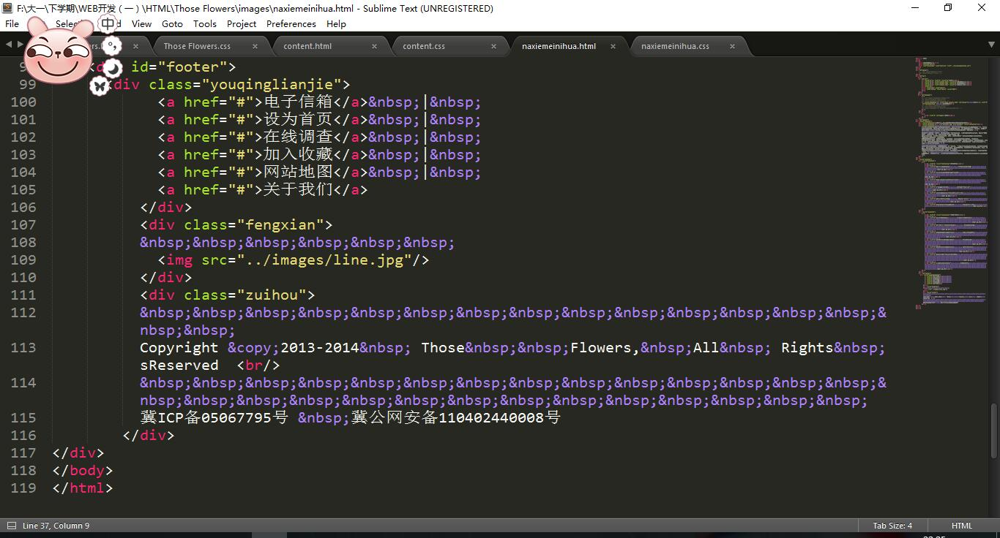 F:\大一\下学期\WEB开发 ( 一 ) \HTML\Those Flowers\images\naxiemeinihua.html - Sublime Text (UNREGISTERED)
File Selec View Goto Tools Project Preferences Help
中
Those Flowers.css × content.html × content.css × naxiemeinihua.html × naxiemeinihua.css ×
id="footer">
99 div class="youqinglianjie">
100 <a href="#">电子信箱</a>&nbsp;|&nbsp;
101 <a href="#">设为首页</a>&nbsp;|&nbsp;
102 <a href="#">在线调查</a>&nbsp;|&nbsp;
103 <a href="#">加入收藏</a>&nbsp;|&nbsp;
104 <a href="#">网站地图</a>&nbsp;|&nbsp;
105 <a href="#">关于我们</a>
106 </div>
107 <div class="fengxian">
108 &nbsp;&nbsp;&nbsp;&nbsp;&nbsp;&nbsp;
109 <img src="../images/line.jpg"/>
110 </div>
111 <div class="zuihou">
112 &nbsp;&nbsp;&nbsp;&nbsp;&nbsp;&nbsp;&nbsp;&nbsp;&nbsp;&nbsp;&nbsp;&nbsp;&nbsp;&nbsp;&
nbsp;&nbsp;
113 Copyright &copy;2013-2014&nbsp; Those&nbsp;&nbsp;Flowers,&nbsp;All&nbsp; Rights&nbsp;
sReserved <br/>
114 &nbsp;&nbsp;&nbsp;&nbsp;&nbsp;&nbsp;&nbsp;&nbsp;&nbsp;&nbsp;&nbsp;&nbsp;&nbsp;&nbsp;&
nbsp;&nbsp;&nbsp;&nbsp;&nbsp;&nbsp;&nbsp;&nbsp;&nbsp;&nbsp;&nbsp;&nbsp;&nbsp;&nbsp;
115 冀ICP备05067795号 &nbsp;冀公网安备110402440008号
116 </div>
117 </div>
118 </body>
119 </html>
Line 37, Column 9 Tab Size: 4 HTML